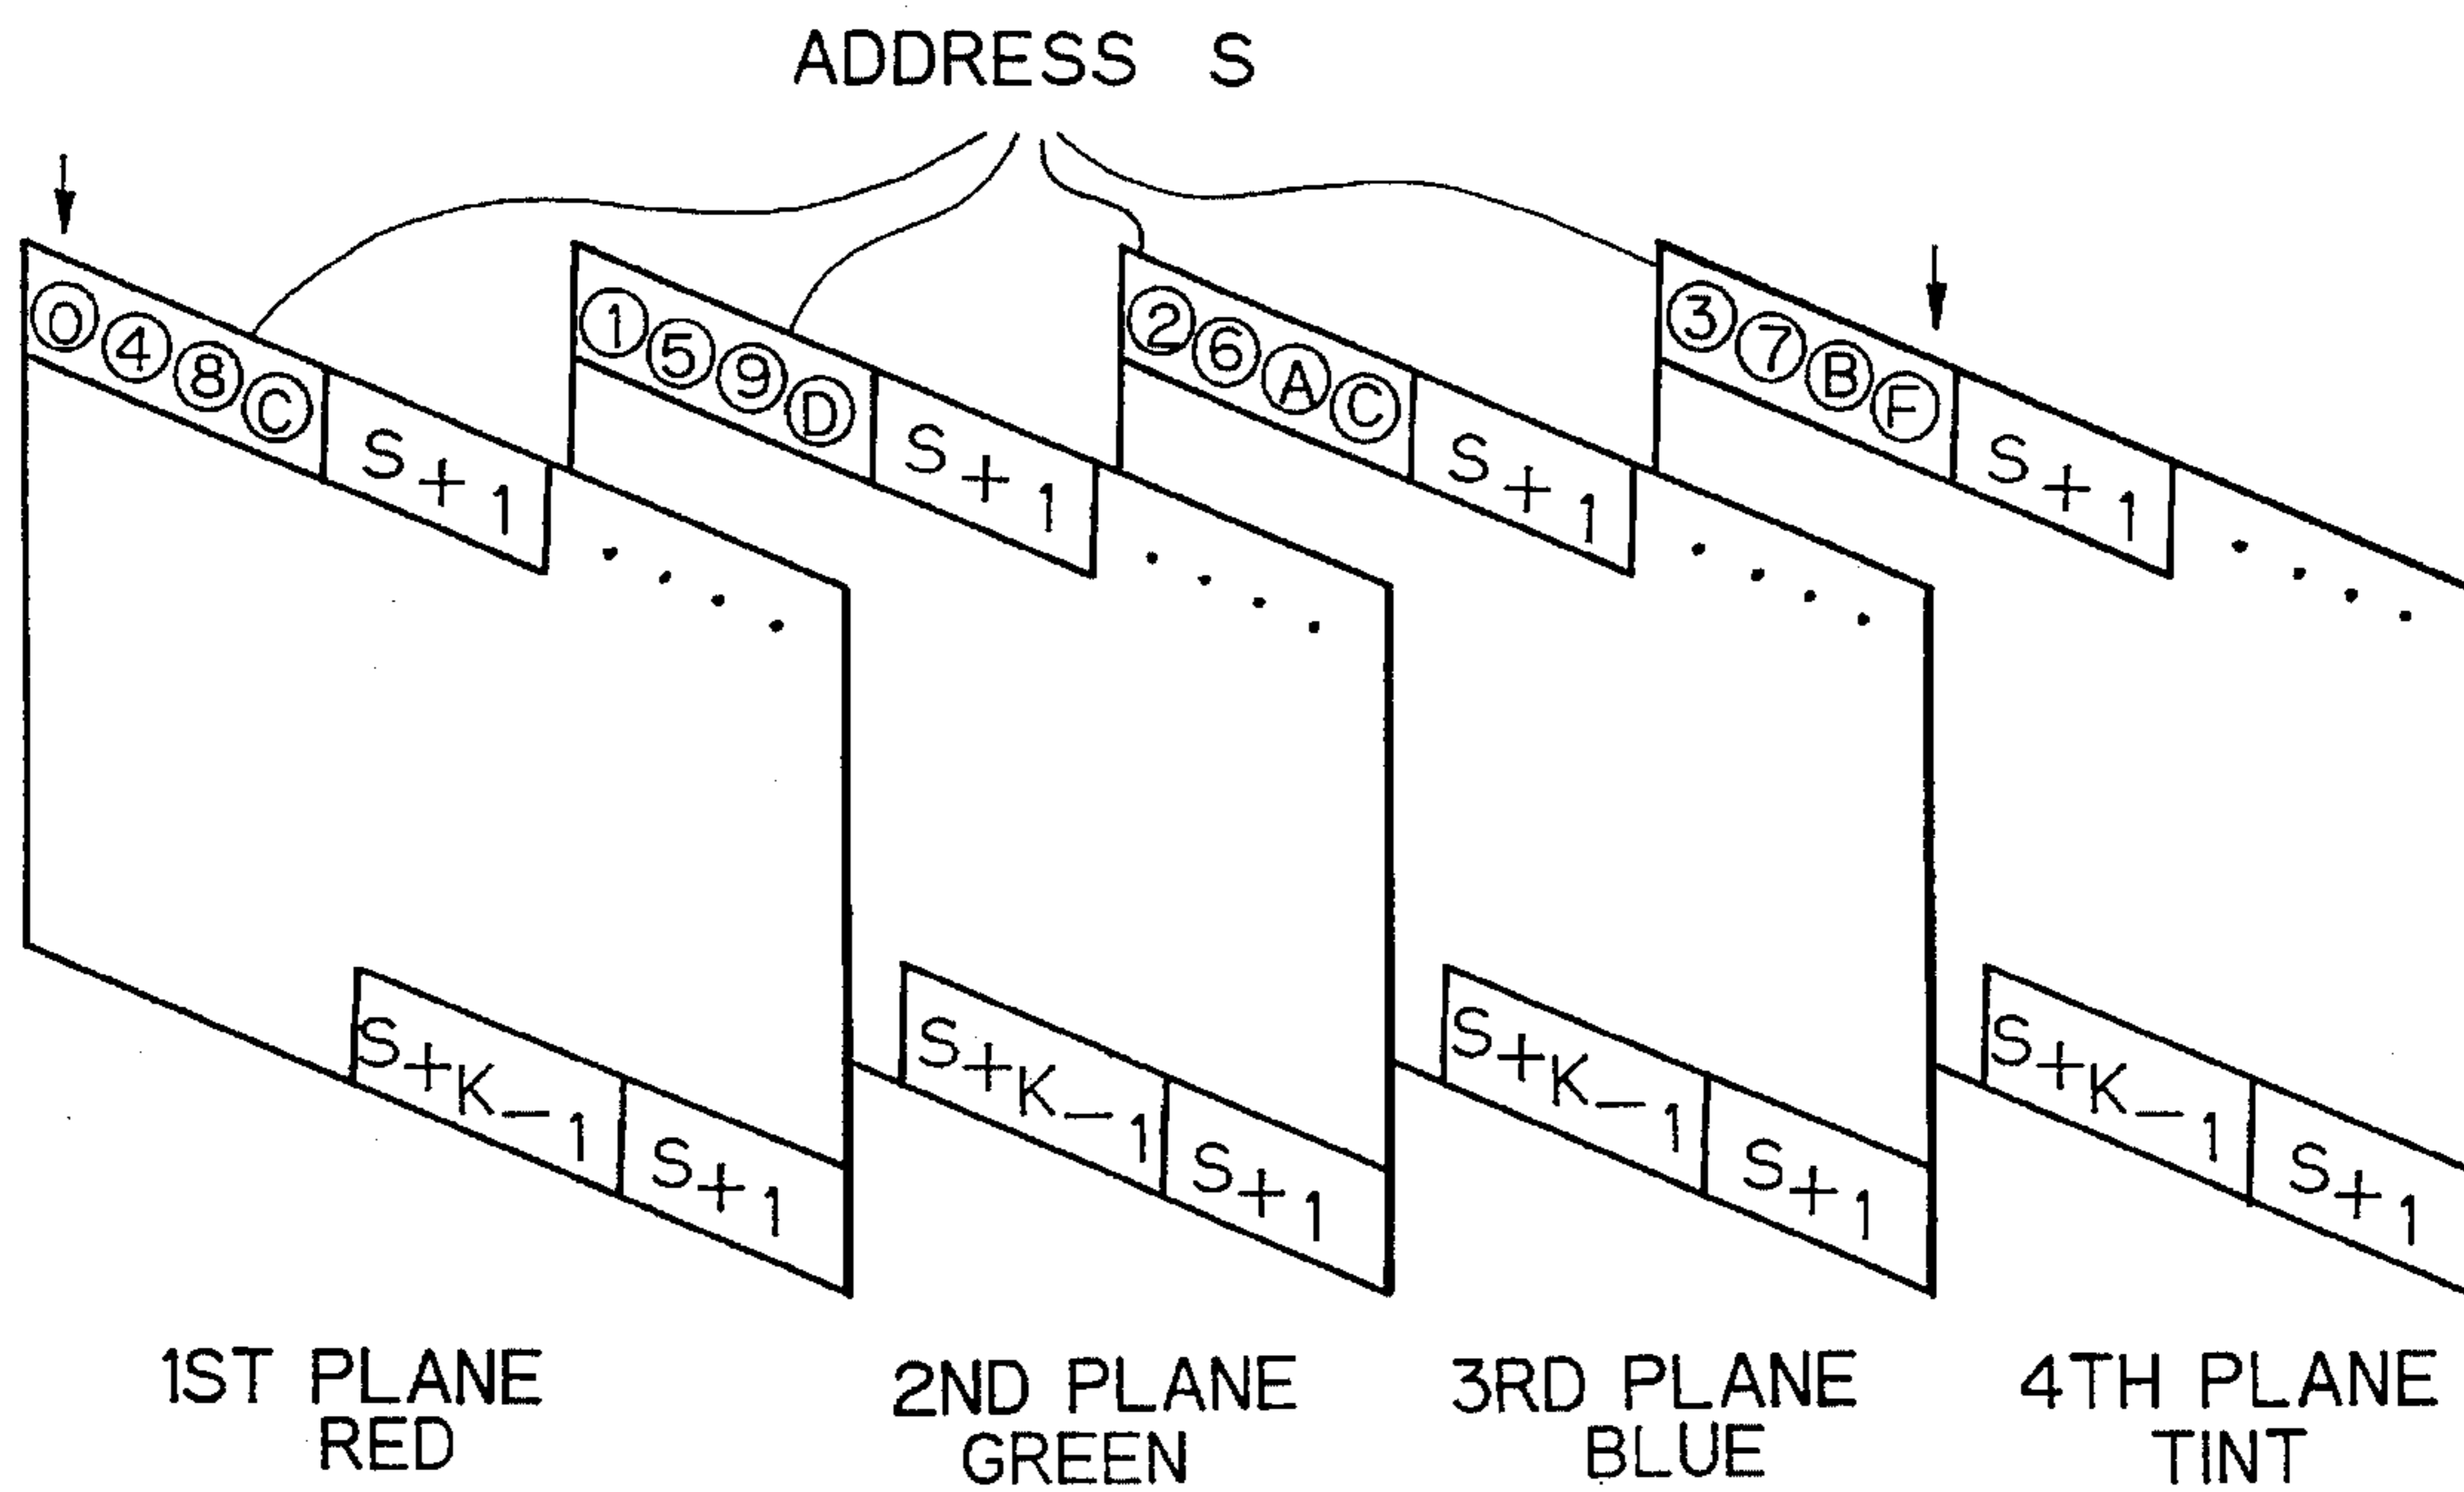 ADDRESS S
0 4 8 C S+1
1 5 9 D S+1
2 6 A C S+1
3 7 B F S+1
S+K-1 S+1
S+K-1 S+1
S+K-1 S+1
S+K-1 S+1
1ST PLANE
RED
2ND PLANE
GREEN
3RD PLANE
BLUE
4TH PLANE
TINT